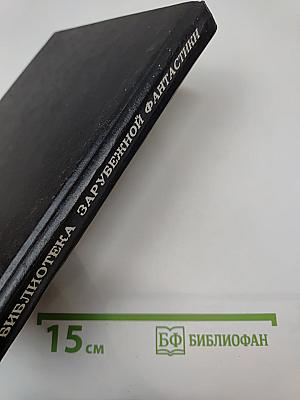 БИБЛИОТЕКА ЗАРУБЕЖНОЙ ФАНТАСТИКИ
15 см
БФ БИБЛИОФАН